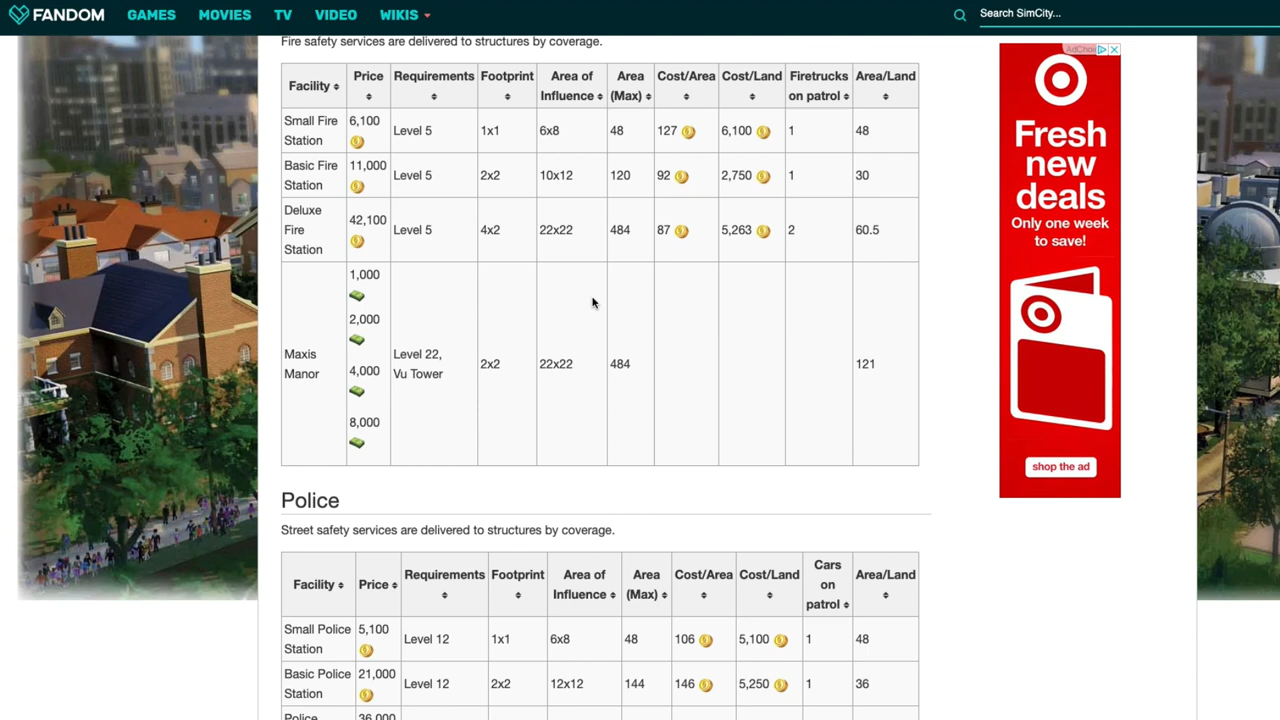 FANDOM GAMES MOVIES TV VIDEO WIKIS Search SimCity...
Fire safety services are delivered to structures by coverage.
Facility Price Requirements Footprint Area of Influence Area (Max) Cost/Area Cost/Land Firetrucks on patrol Area/Land
Small Fire Station 6,100 Level 5 1x1 6x8 48 127 6,100 1 48
Basic Fire Station 11,000 Level 5 2x2 10x12 120 92 2,750 1 30
Deluxe Fire Station 42,100 Level 5 4x2 22x22 484 87 5,263 2 60.5
Maxis Manor 1,000 2,000 4,000 8,000 Level 22, Vu Tower 2x2 22x22 484 121
Police
Street safety services are delivered to structures by coverage.
Facility Price Requirements Footprint Area of Influence Area (Max) Cost/Area Cost/Land Cars on patrol Area/Land
Small Police Station 5,100 Level 12 1x1 6x8 48 106 5,100 1 48
Basic Police Station 21,000 Level 12 2x2 12x12 144 146 5,250 1 36
Police 36,000
Fresh
new
deals
Only one week
to save!
shop the ad